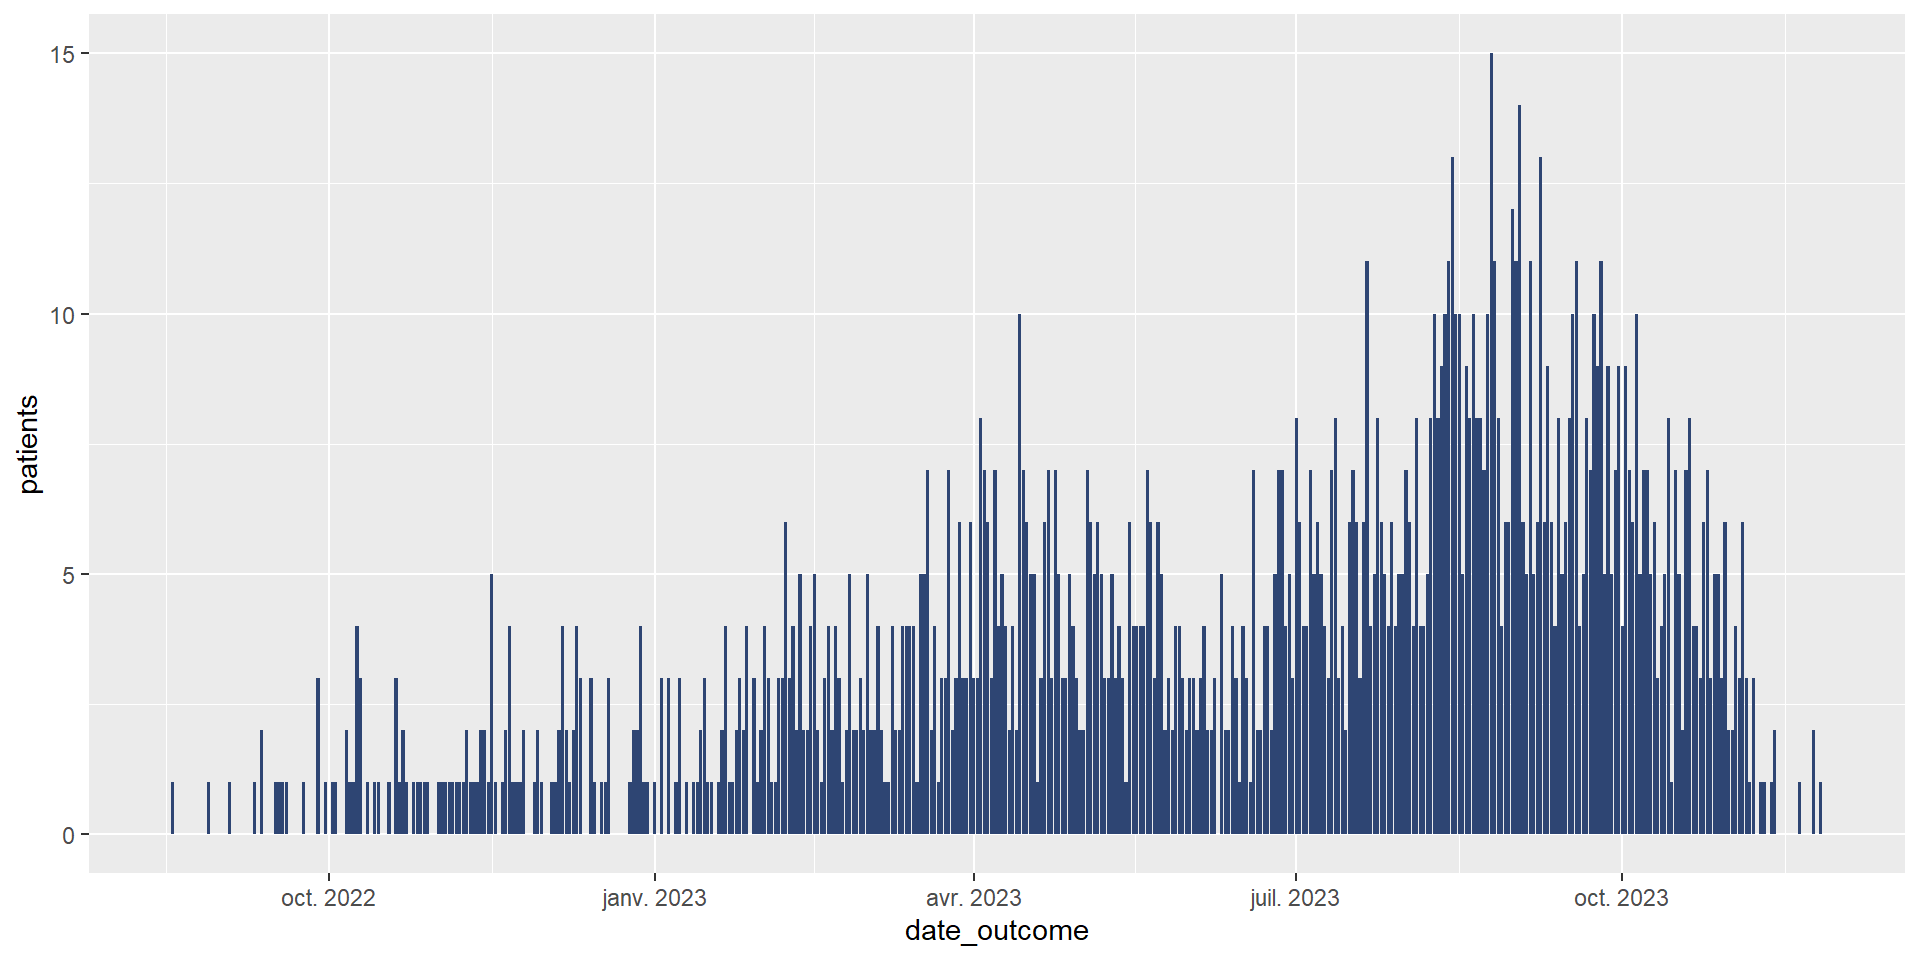 15
10
5
0
patients
oct. 2022
janv. 2023
avr. 2023
juil. 2023
oct. 2023
date_outcome